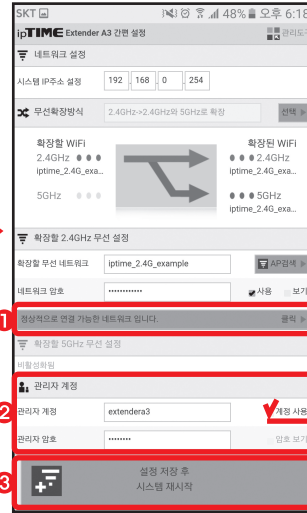 SKT 48% 오후 6:18
ipTIME Extender A3 간편 설정 관리도
네트워크 설정
시스템 IP주소 설정 192 . 168 . 0 . 254
무선확장방식 2.4GHz->2.4GHz와 5GHz로 확장 선택
확장할 WiFi 확장된 WiFi
2.4GHz 2.4GHz
iptime_2.4G_exa... iptime_2.4G_exa...
5GHz 5GHz
iptime_2.4G_exa...
확장할 2.4GHz 무선 설정
확장할 무선 네트워크 iptime_2.4G_example AP검색
네트워크 암호 ············ 사용 보기
1 정상적으로 연결 가능한 네트워크 입니다. 클릭
확장할 5GHz 무선 설정
비활성화됨
관리자 계정
2 관리자 계정 extendera3 계정 사용
관리자 암호 ········ 암호 보기
3 설정 저장 후
시스템 재시작